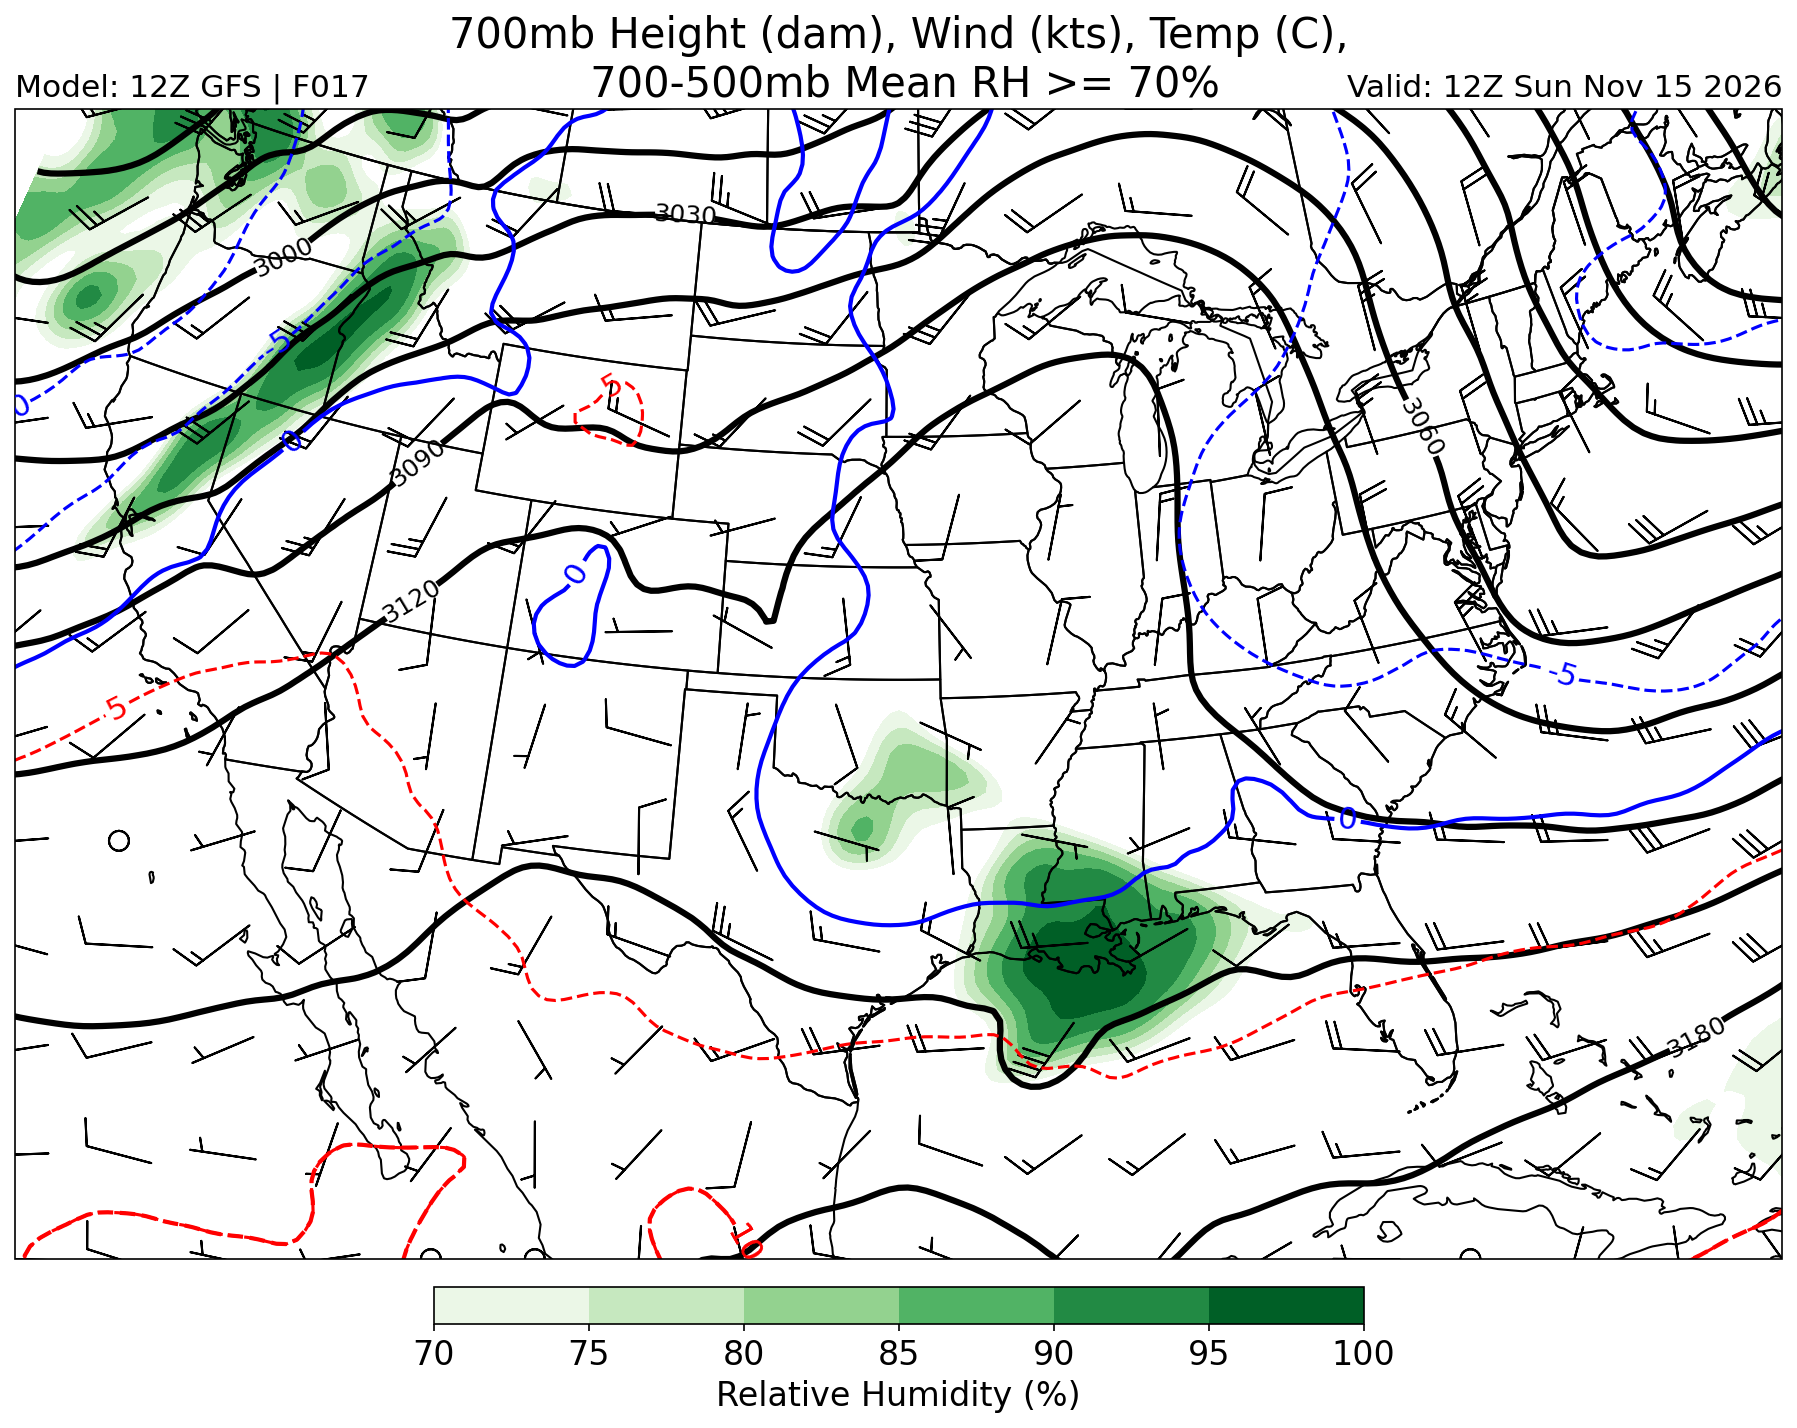 700mb Height (dam), Wind (kts), Temp (C),
Model: 12Z GFS | F017
700-500mb Mean RH >= 70%
Valid: 12Z Sun Nov 15 2026
3030
3000
-5
5
0
0
3060
3090
0
3120
-5
5
0
3180
10
70 75 80 85 90 95 100
Relative Humidity (%)